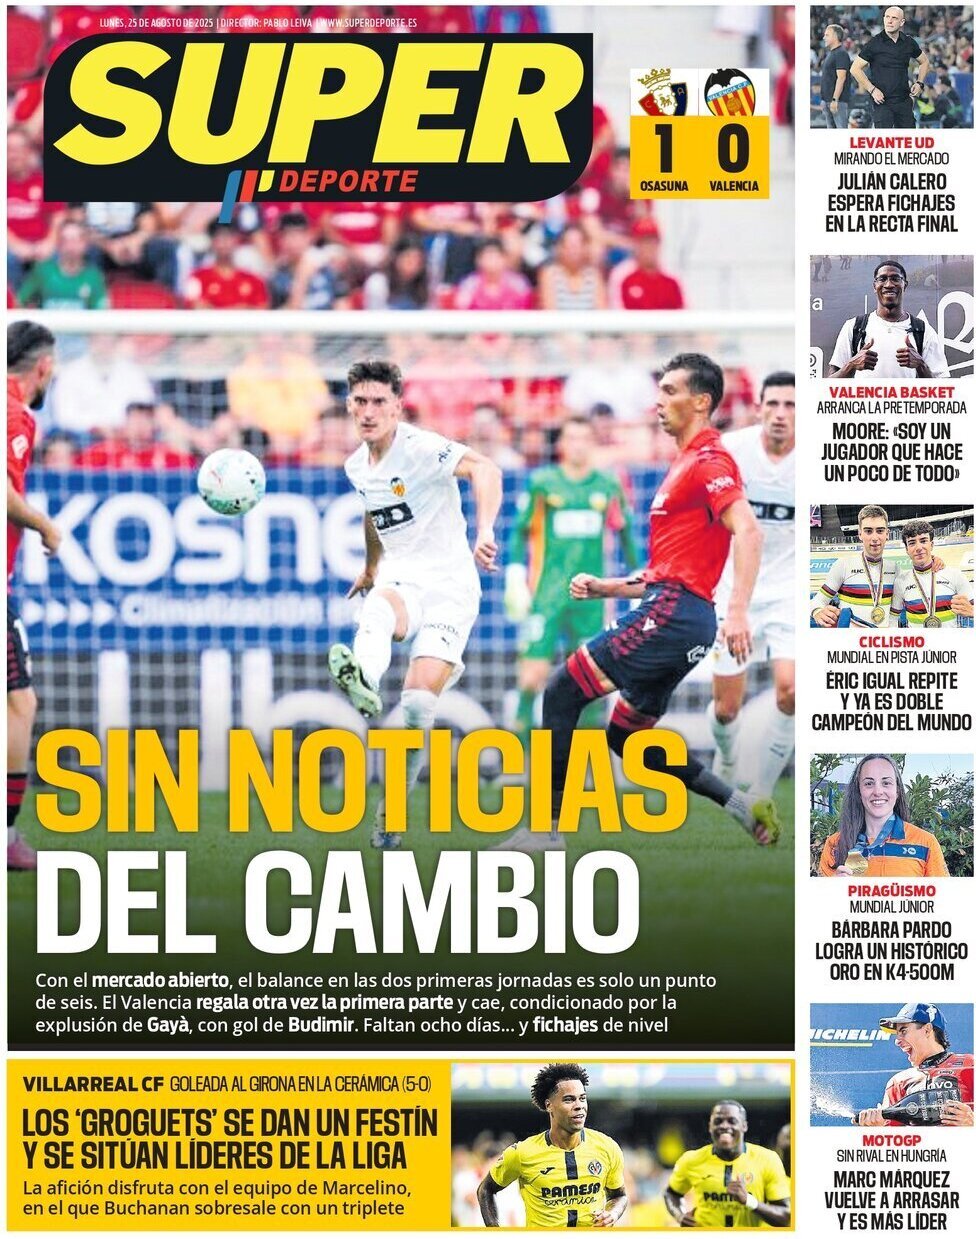 LUNES, 25 DE AGOSTO DE 2025 | DIRECTOR: PABLO LEIVA | WWW.SUPERDEPORTE.ES
SUPER
DEPORTE
1 0
OSASUNA VALENCIA
kosner
SIN NOTICIAS
DEL CAMBIO
Con el mercado abierto, el balance en las dos primeras jornadas es solo un punto
de seis. El Valencia regala otra vez la primera parte y cae, condicionado por la
explusión de Gayà, con gol de Budimir. Faltan ocho días... y fichajes de nivel
VILLARREAL CF GOLEADA AL GIRONA EN LA CERÁMICA (5-0)
LOS ‘GROGUETS’ SE DAN UN FESTÍN
Y SE SITÚAN LÍDERES DE LA LIGA
La afición disfruta con el equipo de Marcelino,
en el que Buchanan sobresale con un triplete
PAMESA
cerámica
PAMESA
LEVANTE UD
MIRANDO EL MERCADO
JULIÁN CALERO
ESPERA FICHAJES
EN LA RECTA FINAL
VALENCIA BASKET
ARRANCA LA PRETEMPORADA
MOORE: «SOY UN
JUGADOR QUE HACE
UN POCO DE TODO»
CICLISMO
MUNDIAL EN PISTA JÚNIOR
ÉRIC IGUAL REPITE
Y YA ES DOBLE
CAMPEÓN DEL MUNDO
PIRAGÜISMO
MUNDIAL JÚNIOR
BÁRBARA PARDO
LOGRA UN HISTÓRICO
ORO EN K4-500M
MICHELIN
MOTOGP
SIN RIVAL EN HUNGRÍA
MARC MÁRQUEZ
VUELVE A ARRASAR
Y ES MÁS LÍDER